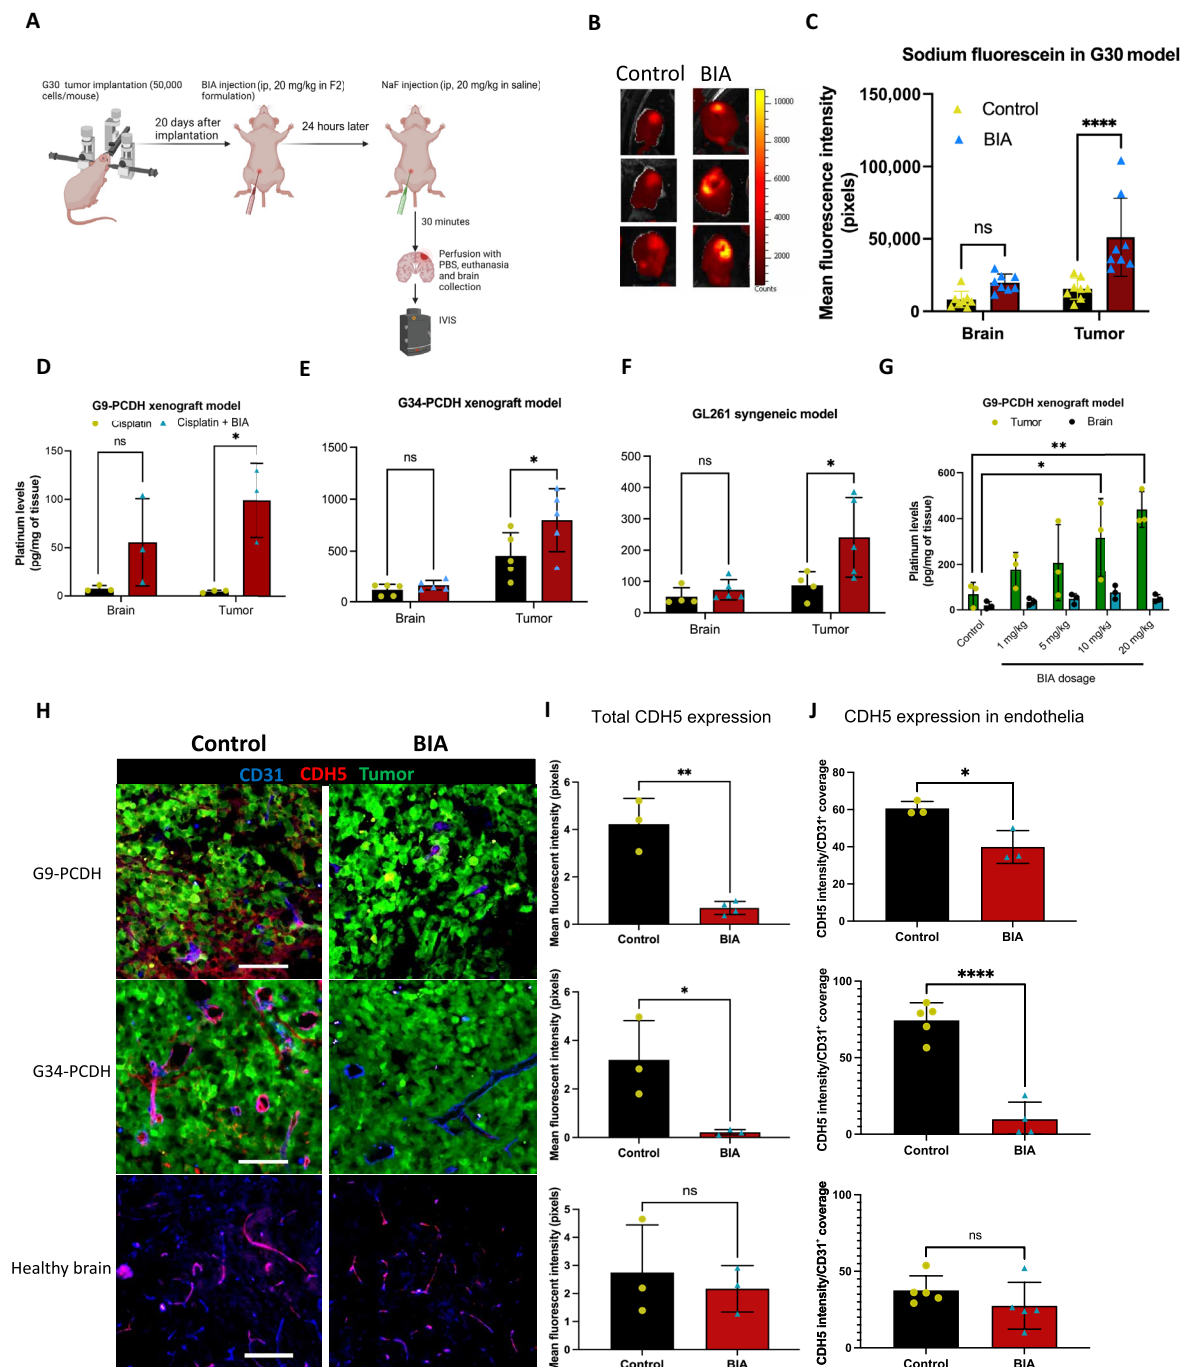 A
G30 tumor implantation (50,000
cells/mouse)
BIA injection (ip, 20 mg/kg in F2)
formulation)
NaF injection (ip, 20 mg/kg in saline)
20 days after
implantation
24 hours later
30 minutes
Perfusion with
PBS, euthanasia
and brain
collection
IVIS
B
Control BIA
10000
8000
6000
4000
2000
Counts
C
Sodium fluorescein in G30 model
Mean fluorescence intensity
(pixels)
150,000
100,000
50,000
0
Control
BIA
ns
****
Brain
Tumor
D
G9-PCDH xenograft model
Cisplatin
Cisplatin + BIA
Platinum levels
(pg/mg of tissue)
150
100
50
0
ns
*
Brain
Tumor
E
G34-PCDH xenograft model
1500
1000
500
0
ns
*
Brain
Tumor
F
GL261 syngeneic model
500
400
300
200
100
0
ns
*
Brain
Tumor
G
G9-PCDH xenograft model
Tumor
Brain
Platinum levels
(pg/mg of tissue)
600
400
200
0
**
*
Control
1 mg/kg
5 mg/kg
10 mg/kg
20 mg/kg
BIA dosage
H
Control
BIA
CD31 CDH5 Tumor
G9-PCDH
G34-PCDH
Healthy brain
I
Total CDH5 expression
Mean fluorescent intensity (pixels)
6
4
2
0
**
Control
BIA
Mean fluorescent intensity (pixels)
6
4
2
0
*
Control
BIA
Mean fluorescent intensity (pixels)
5
4
3
2
1
0
ns
Control
BIA
J
CDH5 expression in endothelia
CDH5 intensity/CD31+ coverage
80
60
40
20
0
*
Control
BIA
CDH5 intensity/CD31+ coverage
100
50
0
****
Control
BIA
CDH5 intensity/CD31+ coverage
100
50
0
ns
Control
BIA